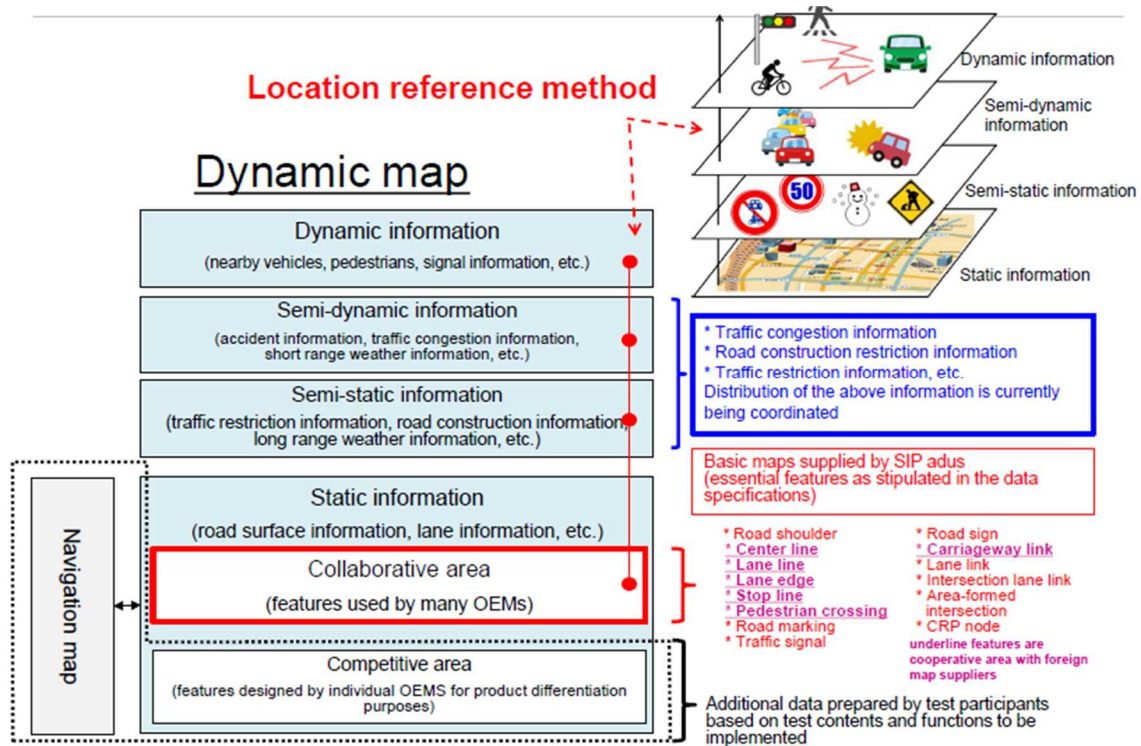 Location reference method
Dynamic map
Dynamic information
(nearby vehicles, pedestrians, signal information, etc.)
Semi-dynamic information
(accident information, traffic congestion information,
short range weather information, etc.)
Semi-static information
(traffic restriction information, road construction information,
long range weather information, etc.)
Static information
(road surface information, lane information, etc.)
Collaborative area
(features used by many OEMs)
Competitive area
(features designed by individual OEMS for product differentiation
purposes)
Navigation map
Dynamic information
Semi-dynamic
information
50
Semi-static information
Static information
* Traffic congestion information
* Road construction restriction information
* Traffic restriction information, etc.
Distribution of the above information is currently
being coordinated
Basic maps supplied by SIP adus
(essential features as stipulated in the data
specifications)
* Road shoulder
* Center line
* Lane line
* Lane edge
* Stop line
* Pedestrian crossing
* Road marking
* Traffic signal
* Road sign
* Carriageway link
* Lane link
* Intersection lane link
* Area-formed
intersection
* CRP node
underline features are
cooperative area with foreign
map suppliers
Additional data prepared by test participants
based on test contents and functions to be
implemented